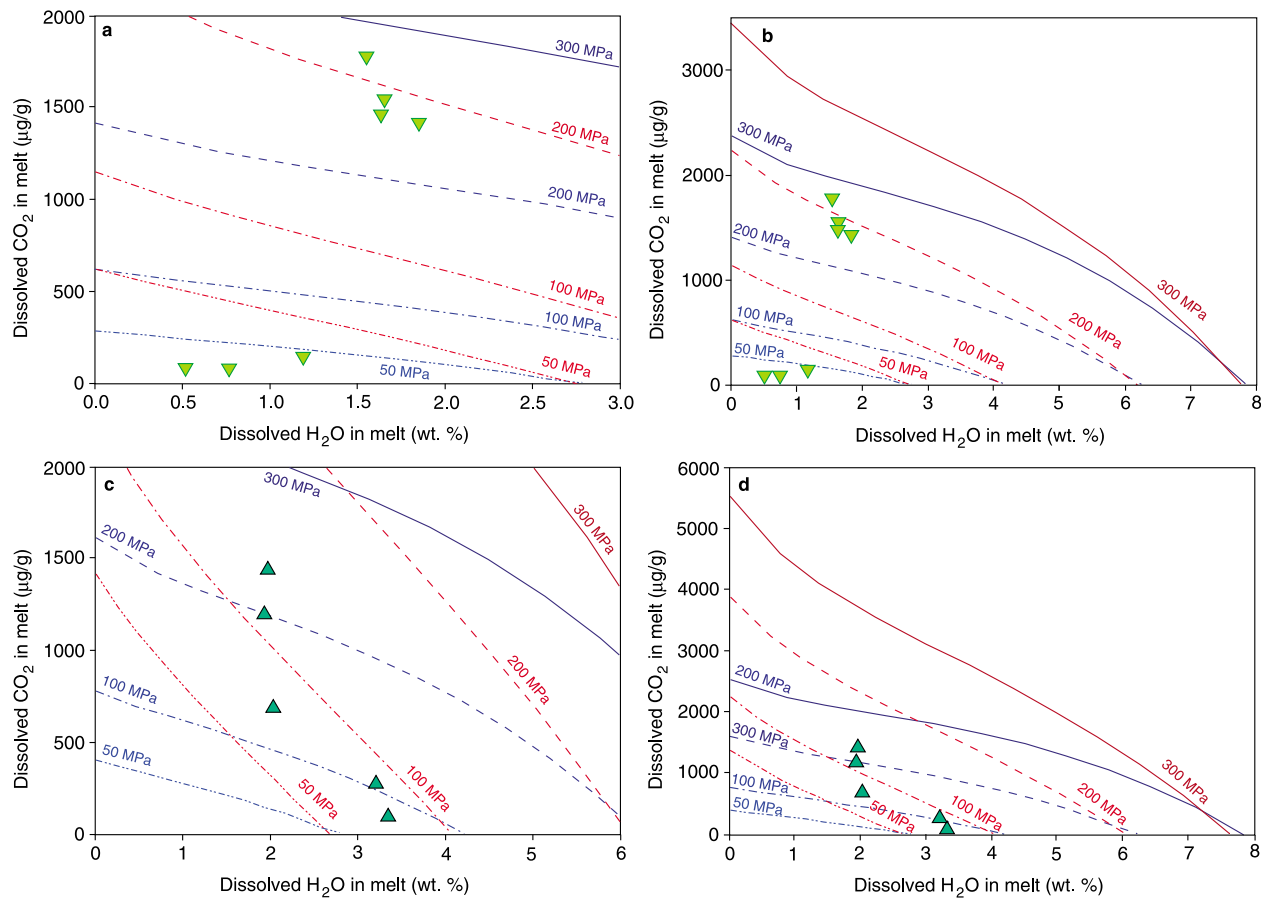 a
2000
1500
1000
500
0
Dissolved CO2 in melt (µg/g)
300 MPa
200 MPa
200 MPa
100 MPa
100 MPa
50 MPa
50 MPa
0.0 0.5 1.0 1.5 2.0 2.5 3.0
Dissolved H2O in melt (wt. %)
b
3000
2000
1000
0
Dissolved CO2 in melt (µg/g)
300 MPa
200 MPa
100 MPa
50 MPa
300 MPa
200 MPa
100 MPa
50 MPa
0 1 2 3 4 5 6 7 8
Dissolved H2O in melt (wt. %)
c
2000
1500
1000
500
0
Dissolved CO2 in melt (µg/g)
300 MPa
300 MPa
200 MPa
200 MPa
100 MPa
50 MPa
50 MPa
100 MPa
0 1 2 3 4 5 6
Dissolved H2O in melt (wt. %)
d
6000
5000
4000
3000
2000
1000
0
Dissolved CO2 in melt (µg/g)
200 MPa
300 MPa
100 MPa
50 MPa
50 MPa
100 MPa
200 MPa
300 MPa
0 1 2 3 4 5 6 7 8
Dissolved H2O in melt (wt. %)